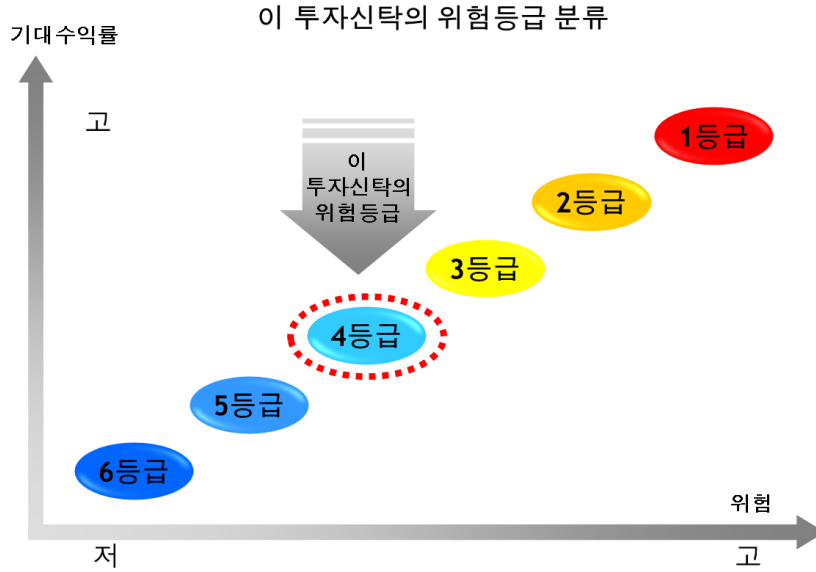 이 투자신탁의 위험등급 분류
기대수익률
고
1등급
이
투자신탁의
위험등급
2등급
3등급
4등급
5등급
6등급
위험
저
고